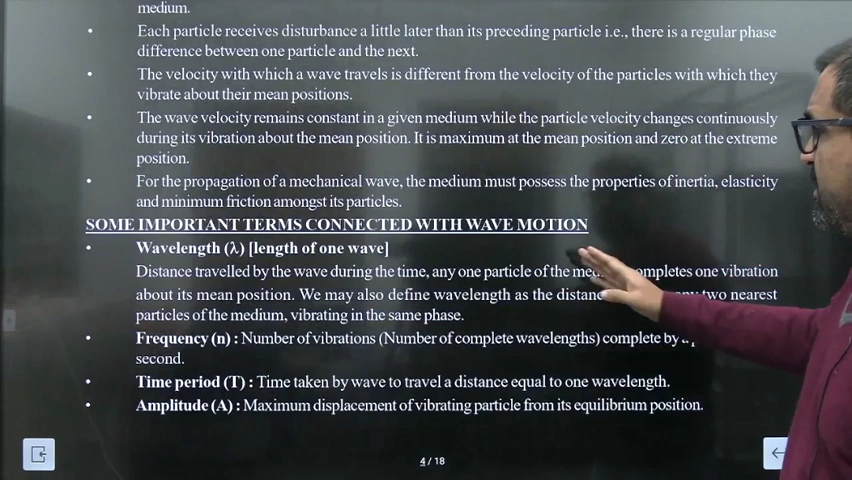 medium.
• Each particle receives disturbance a little later than its preceding particle i.e., there is a regular phase
difference between one particle and the next.
• The velocity with which a wave travels is different from the velocity of the particles with which they
vibrate about their mean positions.
• The wave velocity remains constant in a given medium while the particle velocity changes continuously
during its vibration about the mean position. It is maximum at the mean position and zero at the extreme
position.
• For the propagation of a mechanical wave, the medium must possess the properties of inertia, elasticity
and minimum friction amongst its particles.
SOME IMPORTANT TERMS CONNECTED WITH WAVE MOTION
• Wavelength (λ) [length of one wave]
Distance travelled by the wave during the time, any one particle of the completes one vibration
about its mean position. We may also define wavelength as the any two nearest
particles of the medium, vibrating in the same phase.
• Frequency (n) : Number of vibrations (Number of complete wavelengths) complete by a
second.
• Time period (T) : Time taken by wave to travel a distance equal to one wavelength.
• Amplitude (A) : Maximum displacement of vibrating particle from its equilibrium position.
4 / 18